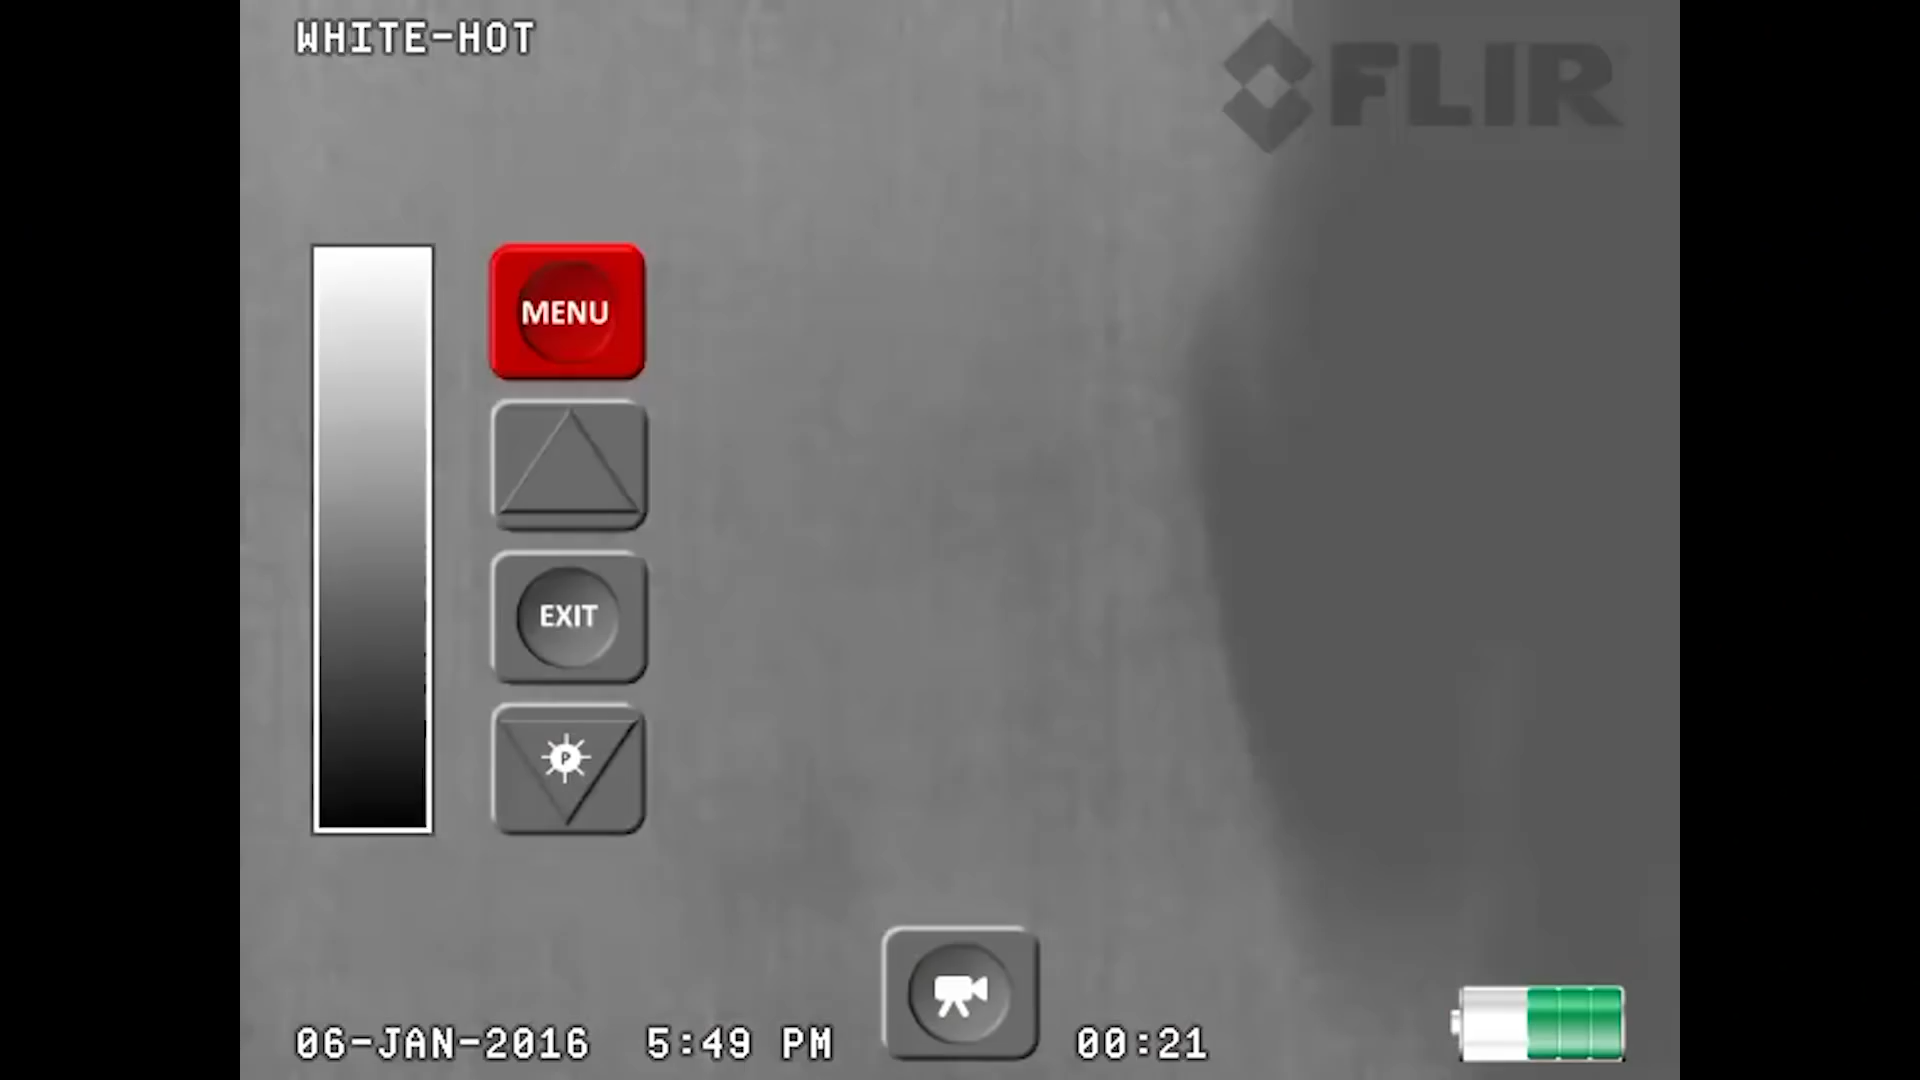 WHITE-HOT
FLIR
MENU
EXIT
P
06-JAN-2016 5:49 PM 00:21